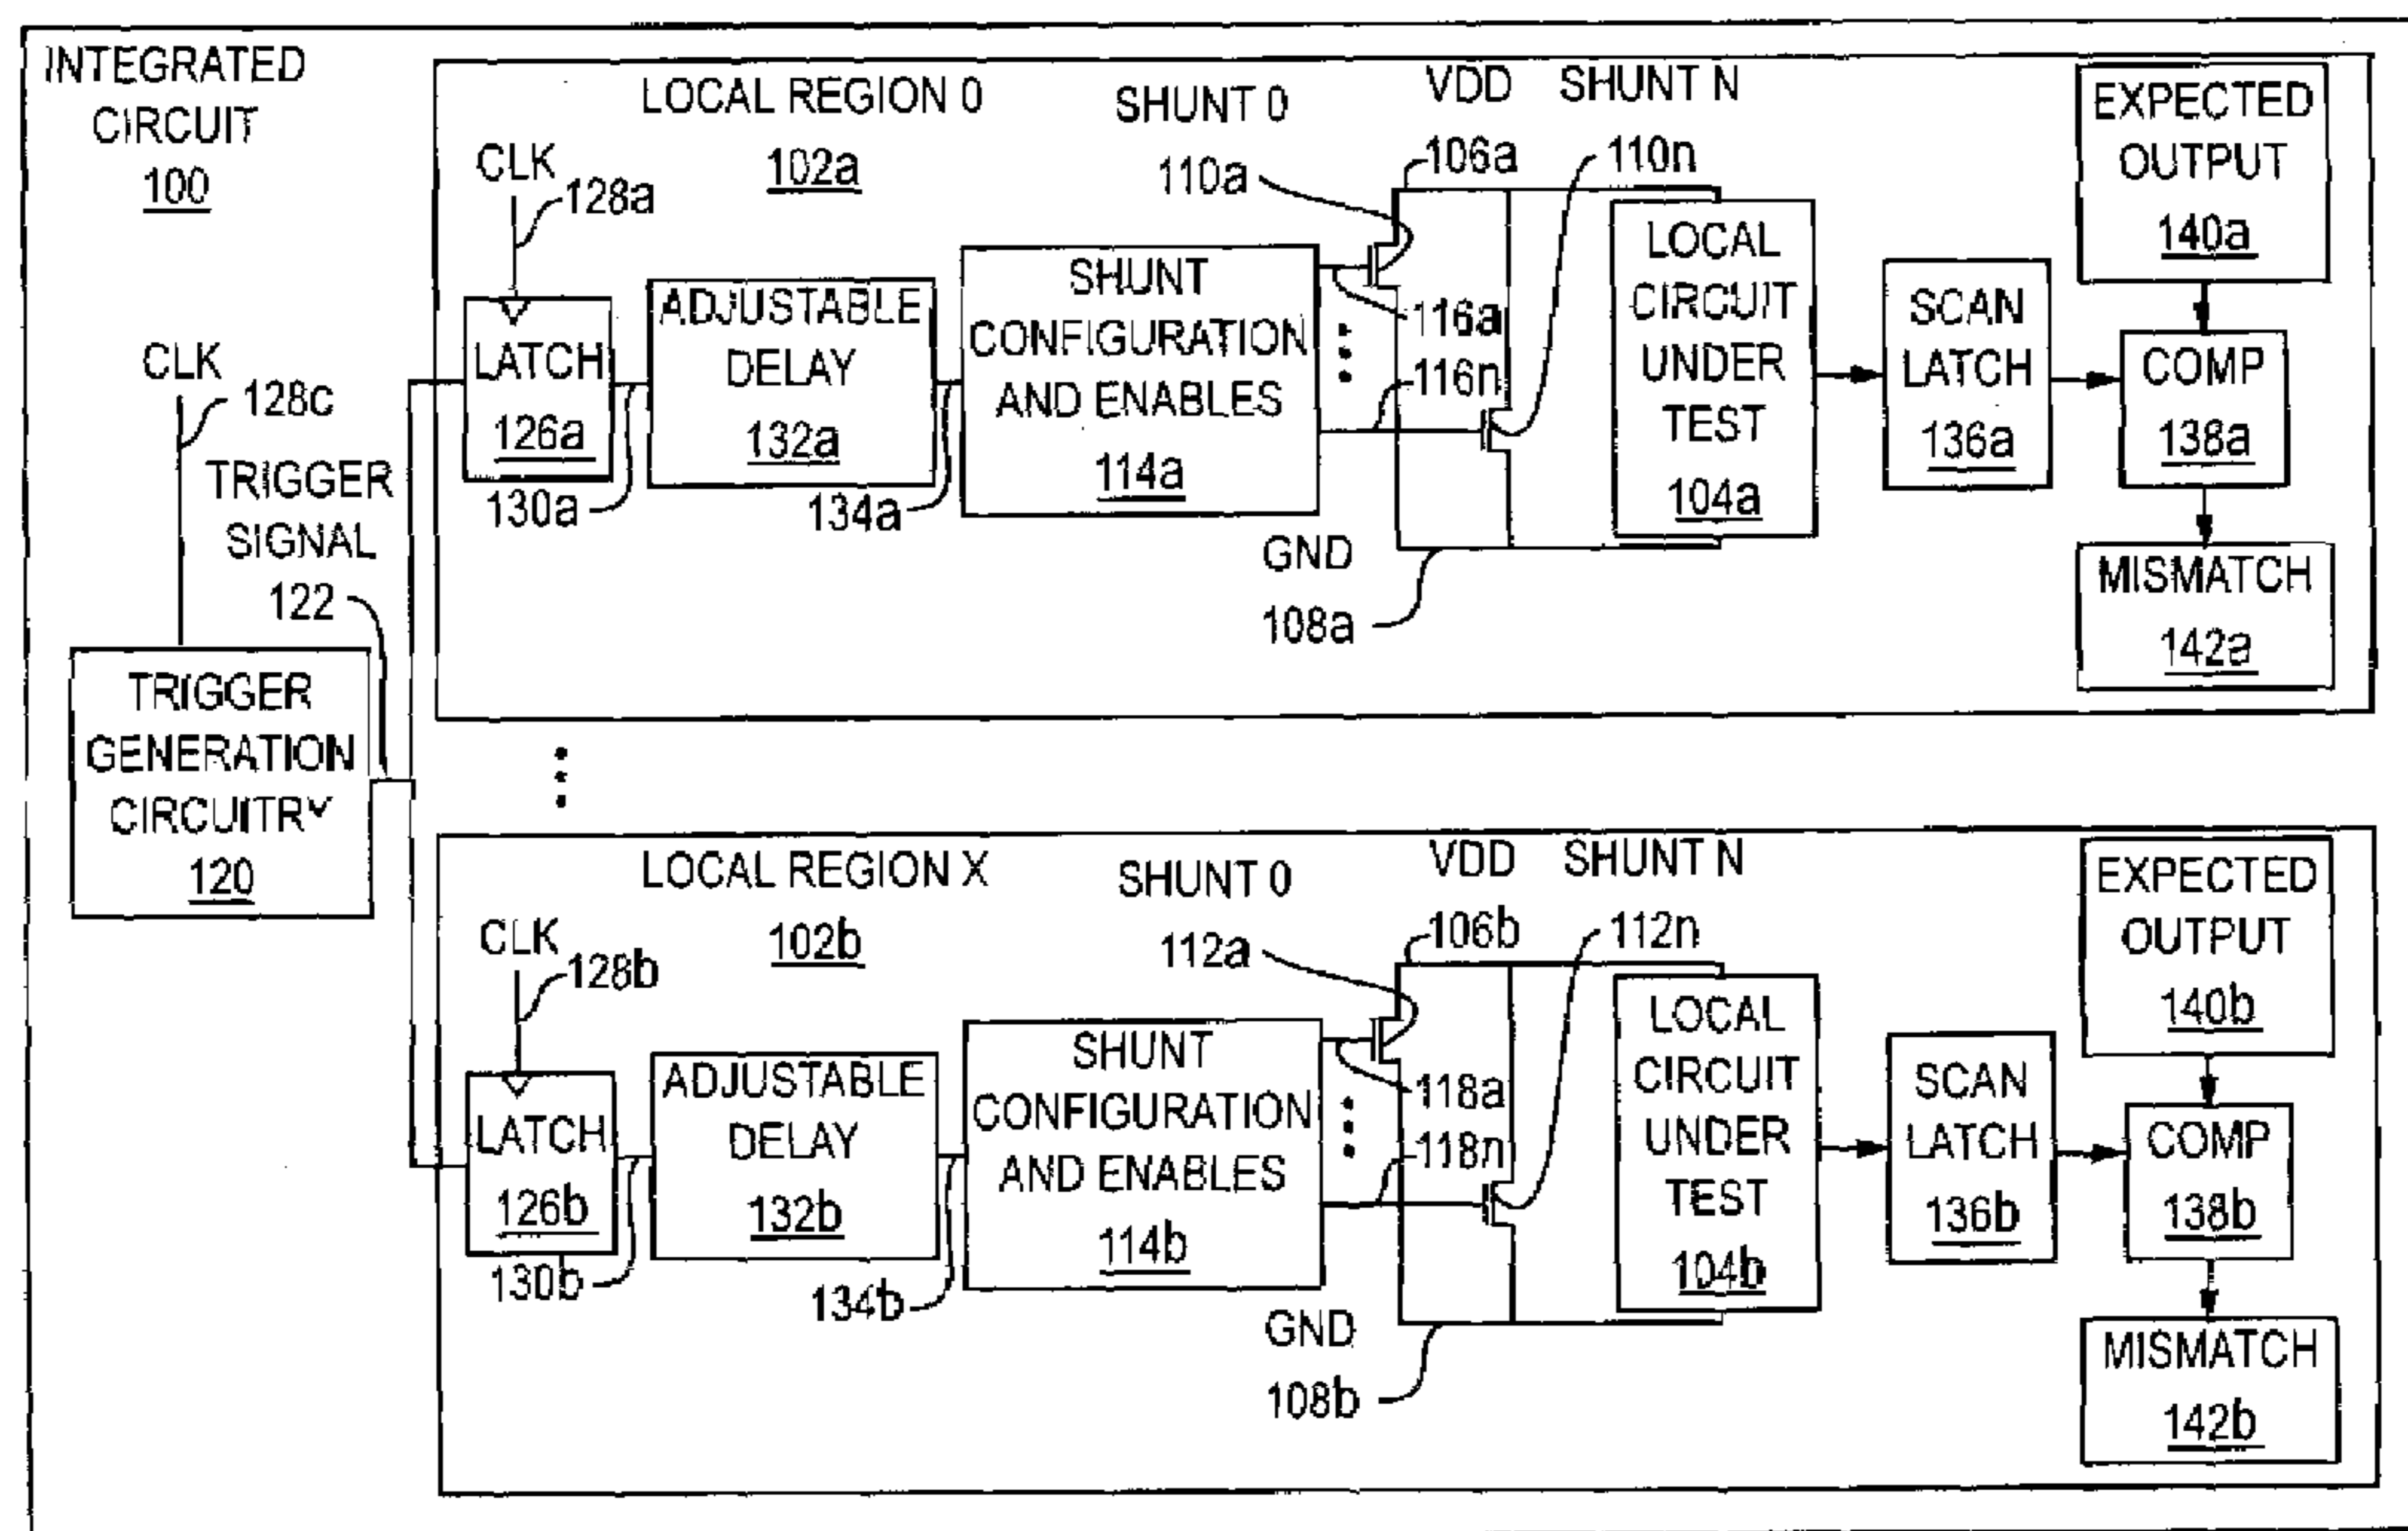 INTEGRATED
CIRCUIT
100
CLK
128c
TRIGGER
SIGNAL
122
TRIGGER
GENERATION
CIRCUITRY
120
LOCAL REGION 0
102a
CLK
128a
LATCH
126a
130a
ADJUSTABLE
DELAY
132a
134a
SHUNT
CONFIGURATION
AND ENABLES
114a
SHUNT 0
110a
VDD
106a
SHUNT N
110n
116a
116n
GND
108a
LOCAL
CIRCUIT
UNDER
TEST
104a
SCAN
LATCH
136a
EXPECTED
OUTPUT
140a
COMP
138a
MISMATCH
142a
LOCAL REGION X
102b
CLK
128b
LATCH
126b
130b
ADJUSTABLE
DELAY
132b
134b
SHUNT
CONFIGURATION
AND ENABLES
114b
SHUNT 0
112a
VDD
106b
SHUNT N
112n
118a
118n
GND
108b
LOCAL
CIRCUIT
UNDER
TEST
104b
SCAN
LATCH
136b
EXPECTED
OUTPUT
140b
COMP
138b
MISMATCH
142b